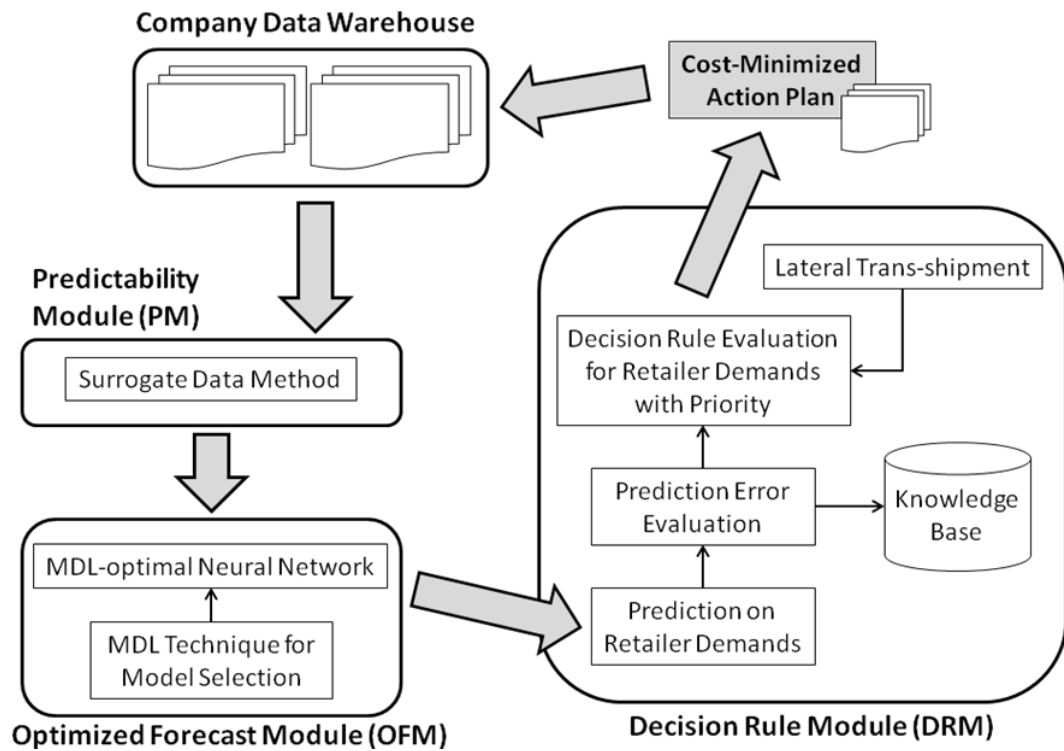 Company Data Warehouse
Cost-Minimized
Action Plan
Predictability
Module (PM)
Surrogate Data Method
MDL-optimal Neural Network
MDL Technique for
Model Selection
Optimized Forecast Module (OFM)
Lateral Trans-shipment
Decision Rule Evaluation
for Retailer Demands
with Priority
Prediction Error
Evaluation
Knowledge
Base
Prediction on
Retailer Demands
Decision Rule Module (DRM)